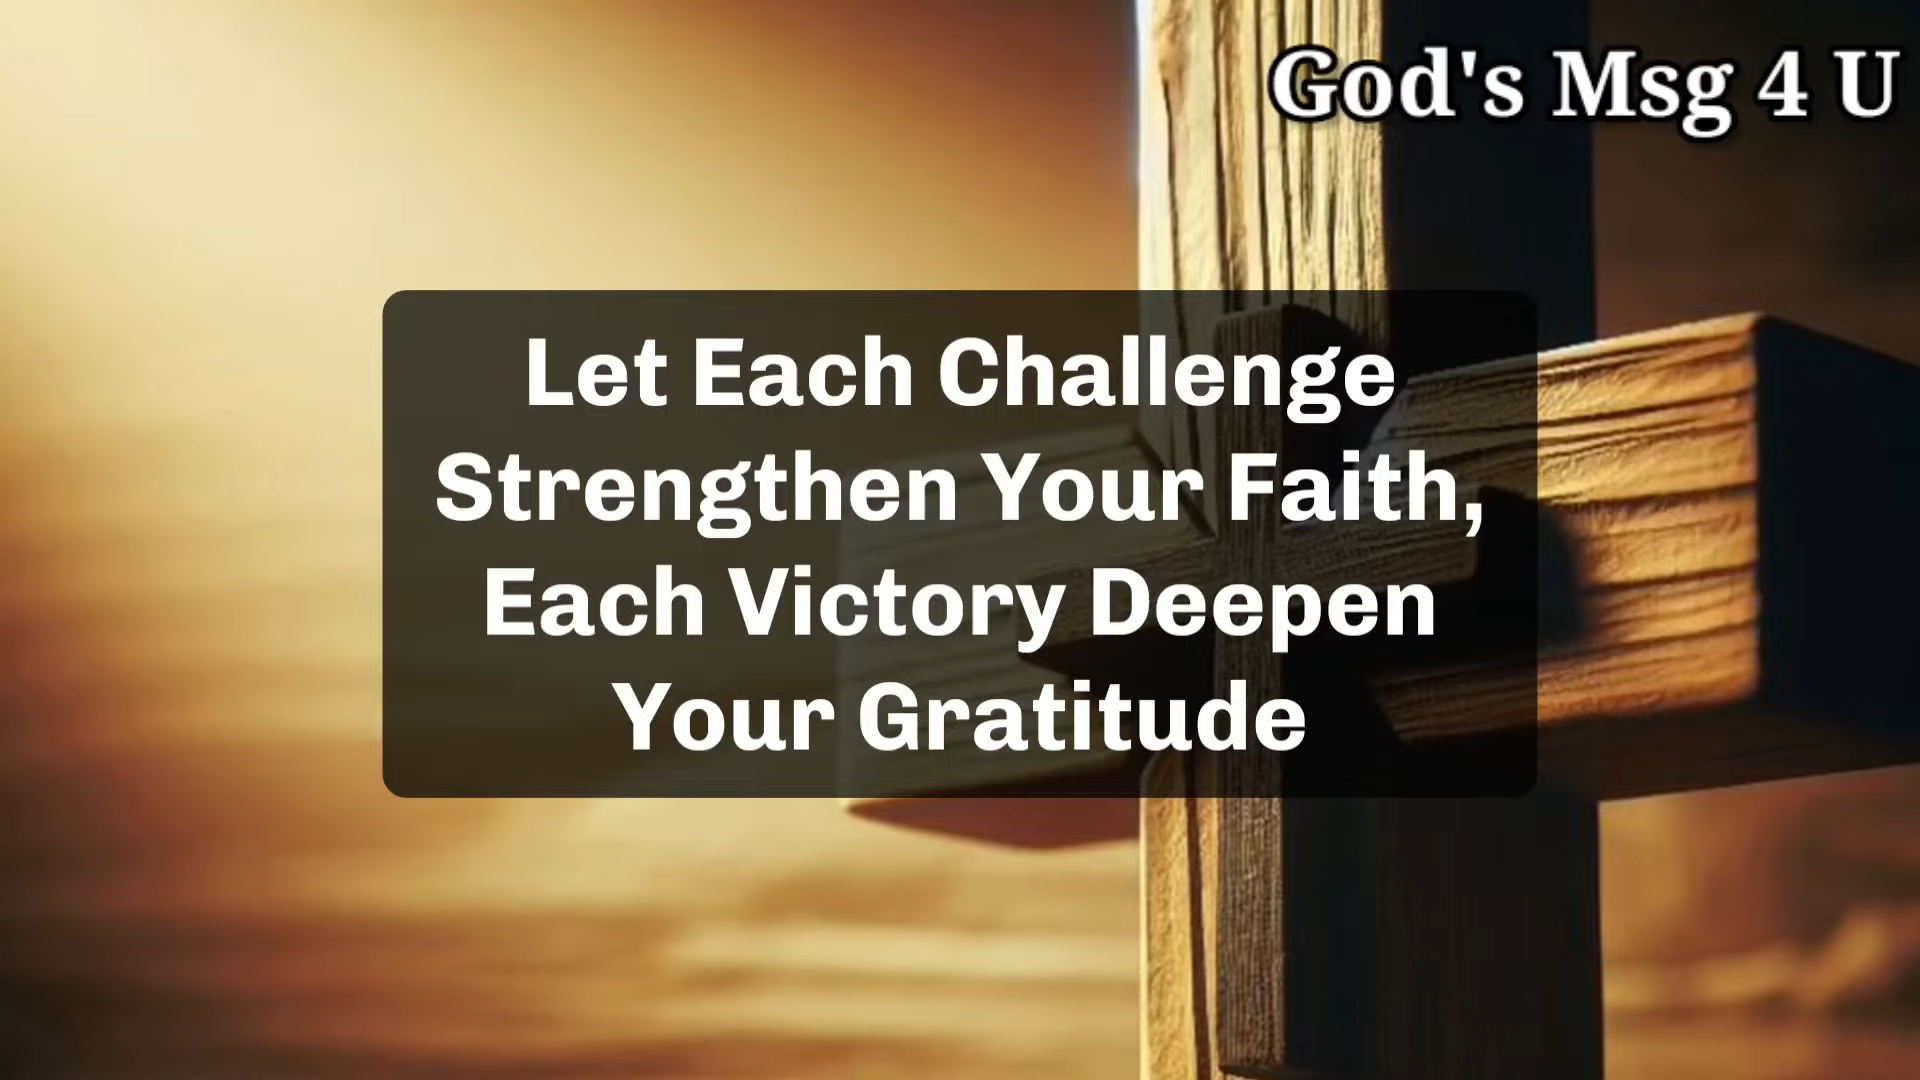 God's Msg 4 U
Let Each Challenge
Strengthen Your Faith,
Each Victory Deepen
Your Gratitude